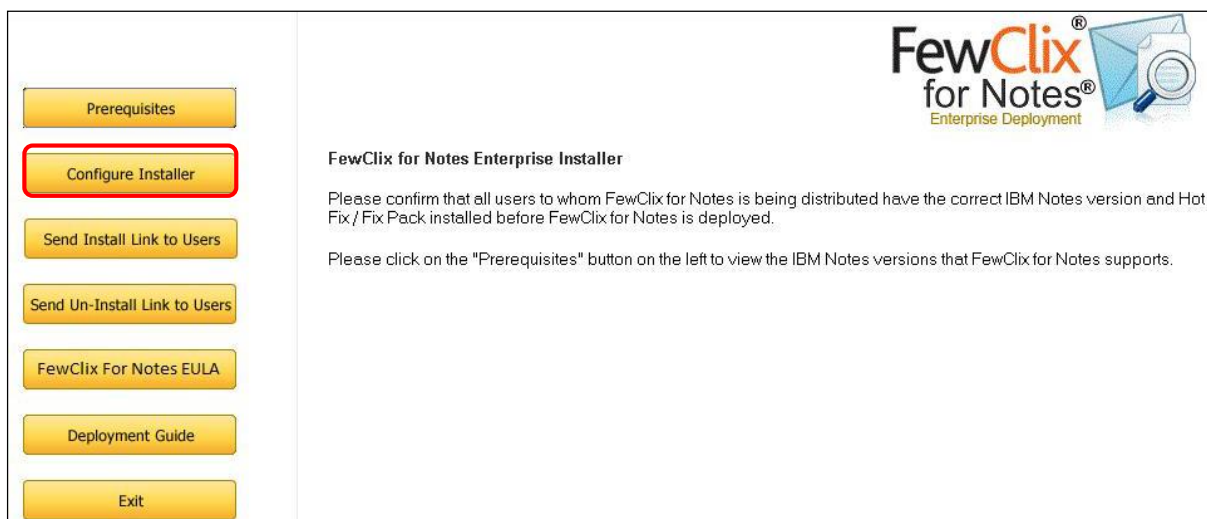 FewClix®
for Notes®
Enterprise Deployment
Prerequisites
Configure Installer
Send Install Link to Users
Send Un-Install Link to Users
FewClix For Notes EULA
Deployment Guide
Exit
FewClix for Notes Enterprise Installer
Please confirm that all users to whom FewClix for Notes is being distributed have the correct IBM Notes version and Hot
Fix / Fix Pack installed before FewClix for Notes is deployed.
Please click on the "Prerequisites" button on the left to view the IBM Notes versions that FewClix for Notes supports.